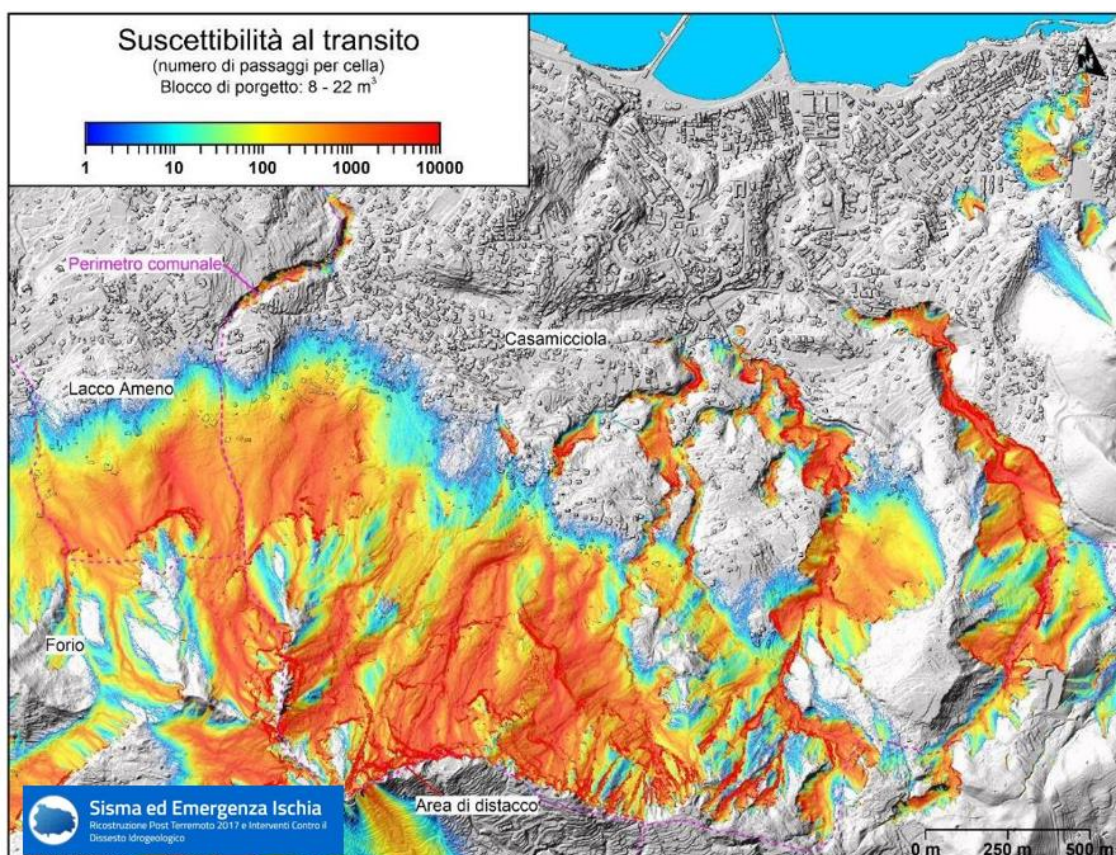 Suscettibilità al transito
(numero di passaggi per cella)
Blocco di porgetto: 8 - 22 m³
1 10 100 1000 10000
Perimetro comunale
Casamicciola
Lacco Ameno
Forio
Area di distacco
Sisma ed Emergenza Ischia
Ricostruzione Post Terremoto 2017 e Interventi Contro il
Dissesto Idrogeologico
0 m 250 m 500 m